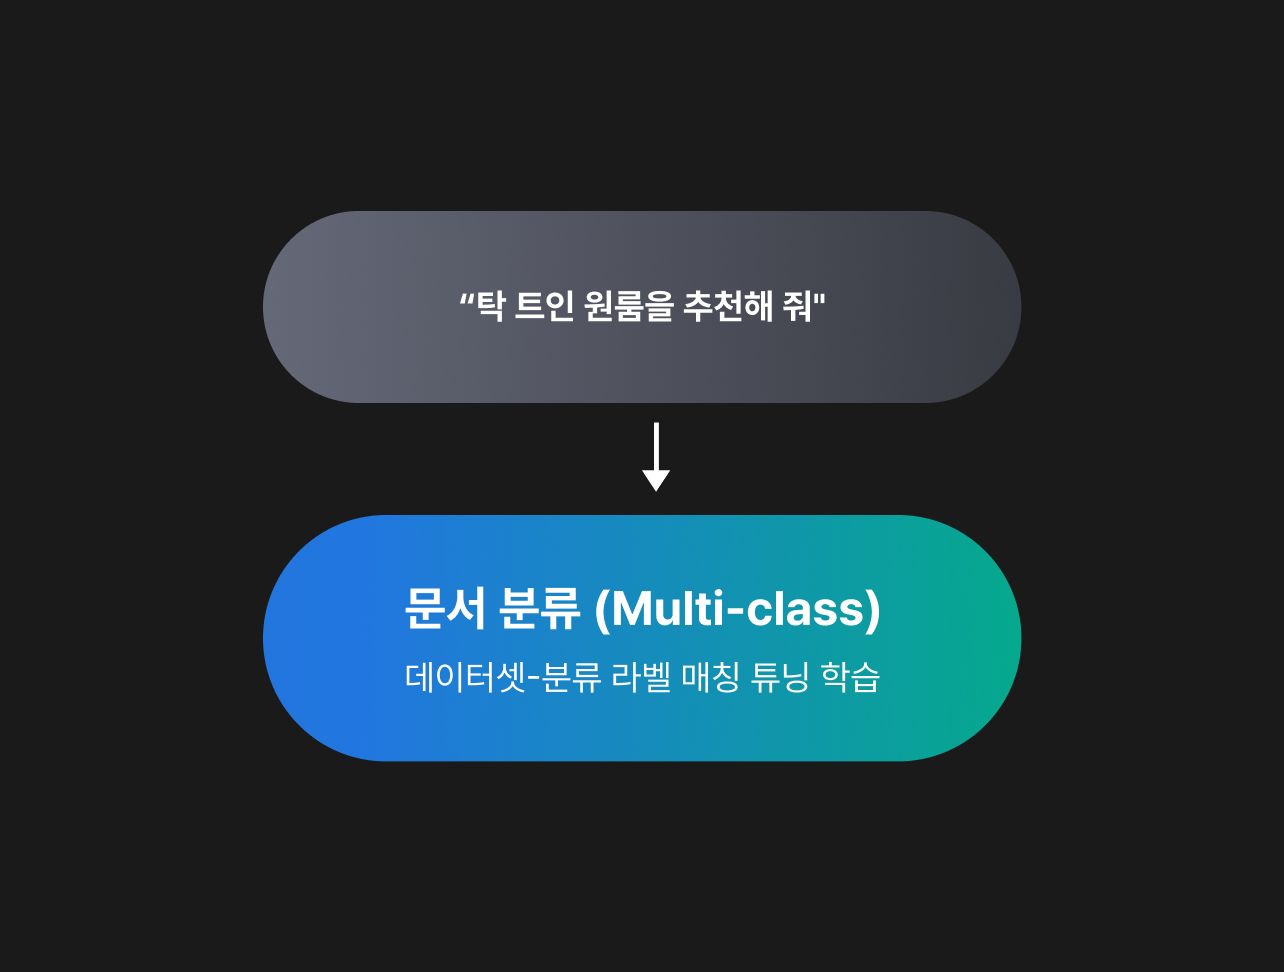 “탁 트인 원룸을 추천해 줘"
문서 분류 (Multi-class)
데이터셋-분류 라벨 매칭 튜닝 학습